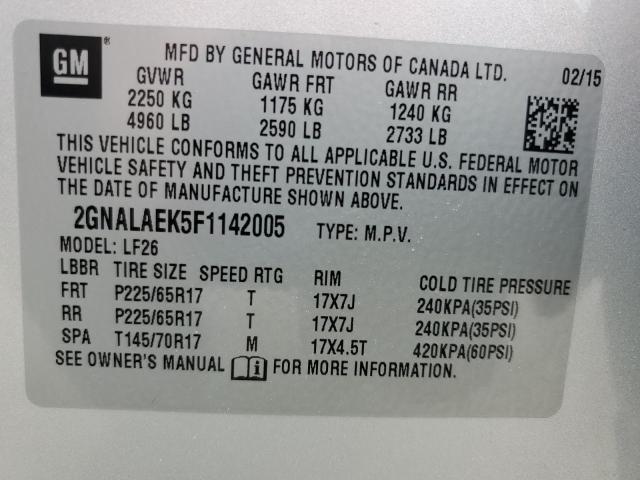 GM ®
MFD BY GENERAL MOTORS OF CANADA LTD. 02/15
GVWR GAWR FRT GAWR RR
2250 KG 1175 KG 1240 KG
4960 LB 2590 LB 2733 LB
THIS VEHICLE CONFORMS TO ALL APPLICABLE U.S. FEDERAL MOTOR
VEHICLE SAFETY AND THEFT PREVENTION STANDARDS IN EFFECT ON
THE DATE OF MANUFACTURE SHOWN ABOVE.
2GNALAEK5F1142005 TYPE: M.P.V.
MODEL: LF26
LBBR TIRE SIZE SPEED RTG RIM COLD TIRE PRESSURE
FRT P225/65R17 T 17X7J 240KPA(35PSI)
RR P225/65R17 T 17X7J 240KPA(35PSI)
SPA T145/70R17 M 17X4.5T 420KPA(60PSI)
SEE OWNER'S MANUAL i FOR MORE INFORMATION.